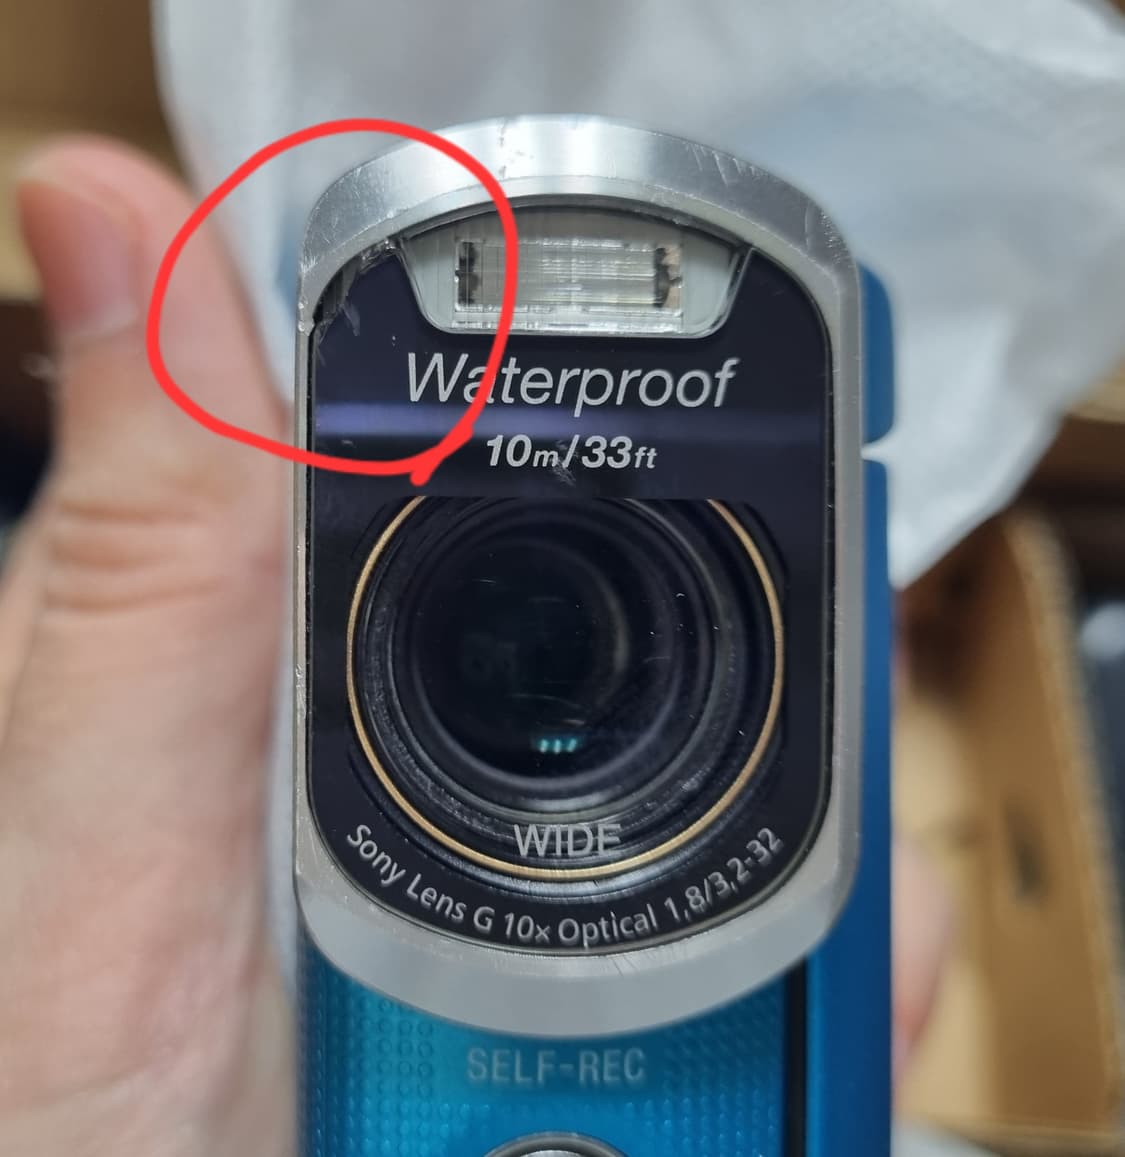 Waterproof
10m/33ft
WIDE
Sony Lens G 10x Optical 1,8/3,2-32
SELF-REC